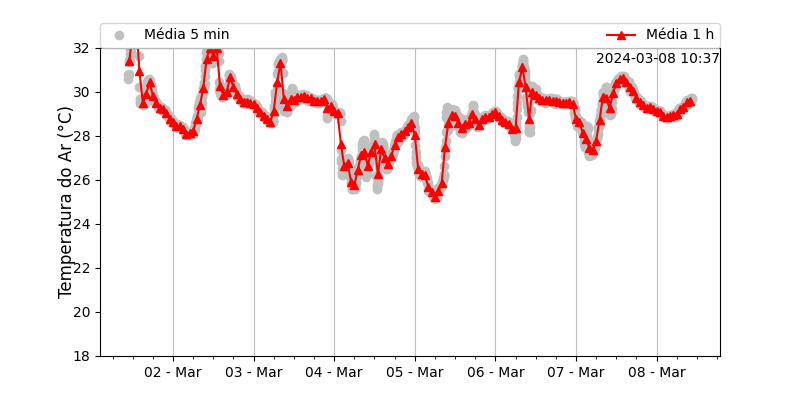 Média 5 min
Média 1 h
2024-03-08 10:37
Temperatura do Ar (°C)
32
30
28
26
24
22
20
18
02 - Mar
03 - Mar
04 - Mar
05 - Mar
06 - Mar
07 - Mar
08 - Mar